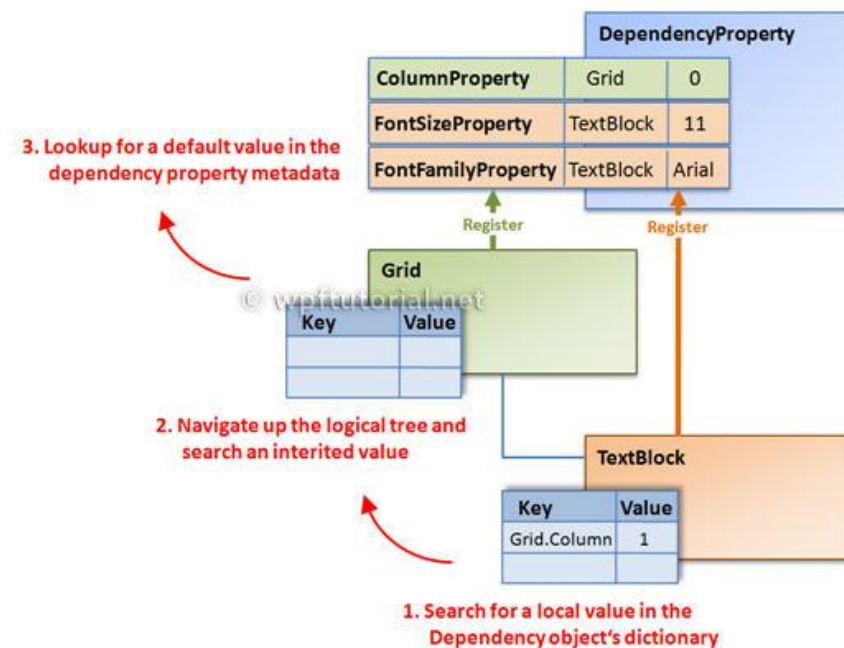 DependencyProperty
ColumnProperty Grid 0
FontSizeProperty TextBlock 11
FontFamilyProperty TextBlock Arial
3. Lookup for a default value in the
dependency property metadata
Register
Register
Grid
© wpftutorial.net
Key Value
2. Navigate up the logical tree and
search an interited value
TextBlock
Key Value
Grid.Column 1
1. Search for a local value in the
Dependency object's dictionary